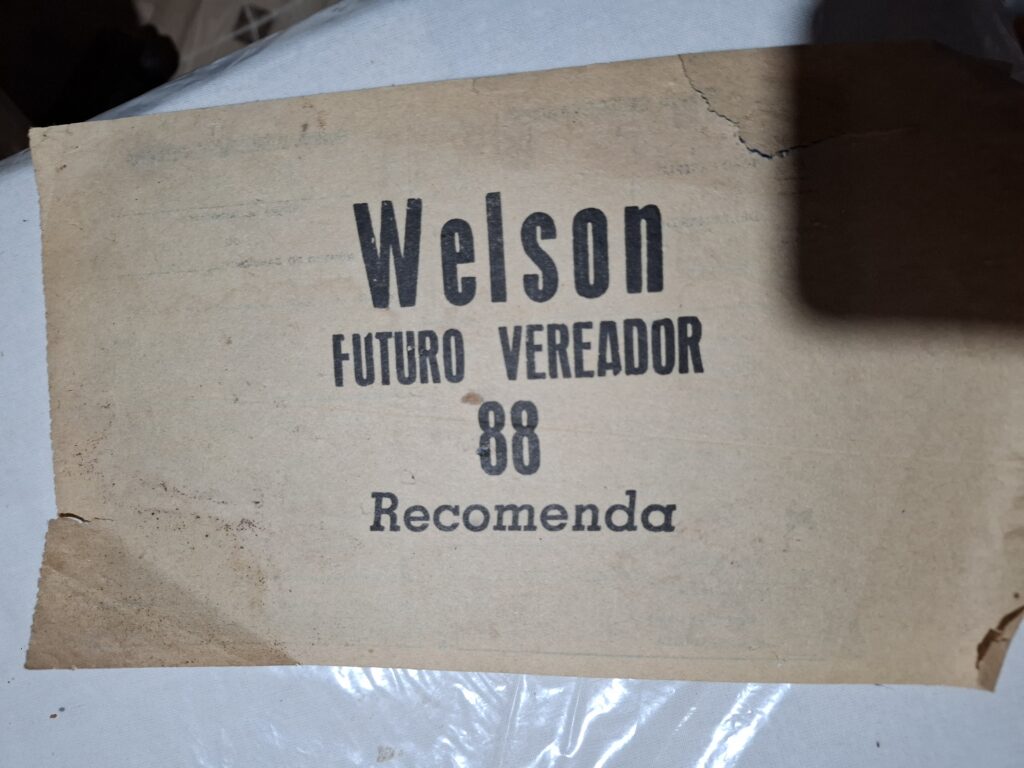 Welson
FUTURO VEREADOR
88
Recomenda